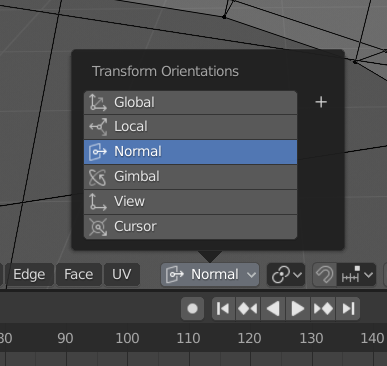 Transform Orientations
Global
+
Local
Normal
Gimbal
View
Cursor
Edge Face UV Normal
80 90 100 110 120 130 140